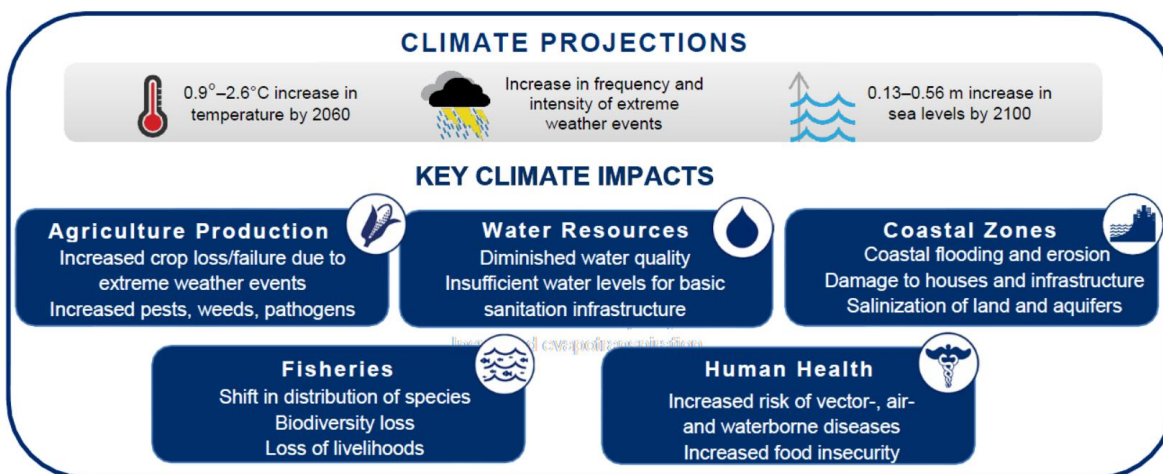 CLIMATE PROJECTIONS
0.9°–2.6°C increase in
temperature by 2060
Increase in frequency and
intensity of extreme
weather events
0.13–0.56 m increase in
sea levels by 2100
KEY CLIMATE IMPACTS
Agriculture Production
Increased crop loss/failure due to
extreme weather events
Increased pests, weeds, pathogens
Water Resources
Diminished water quality
Insufficient water levels for basic
sanitation infrastructure
Coastal Zones
Coastal flooding and erosion
Damage to houses and infrastructure
Salinization of land and aquifers
evapotranspiration
Fisheries
Shift in distribution of species
Biodiversity loss
Loss of livelihoods
Human Health
Increased risk of vector-, air-
and waterborne diseases
Increased food insecurity